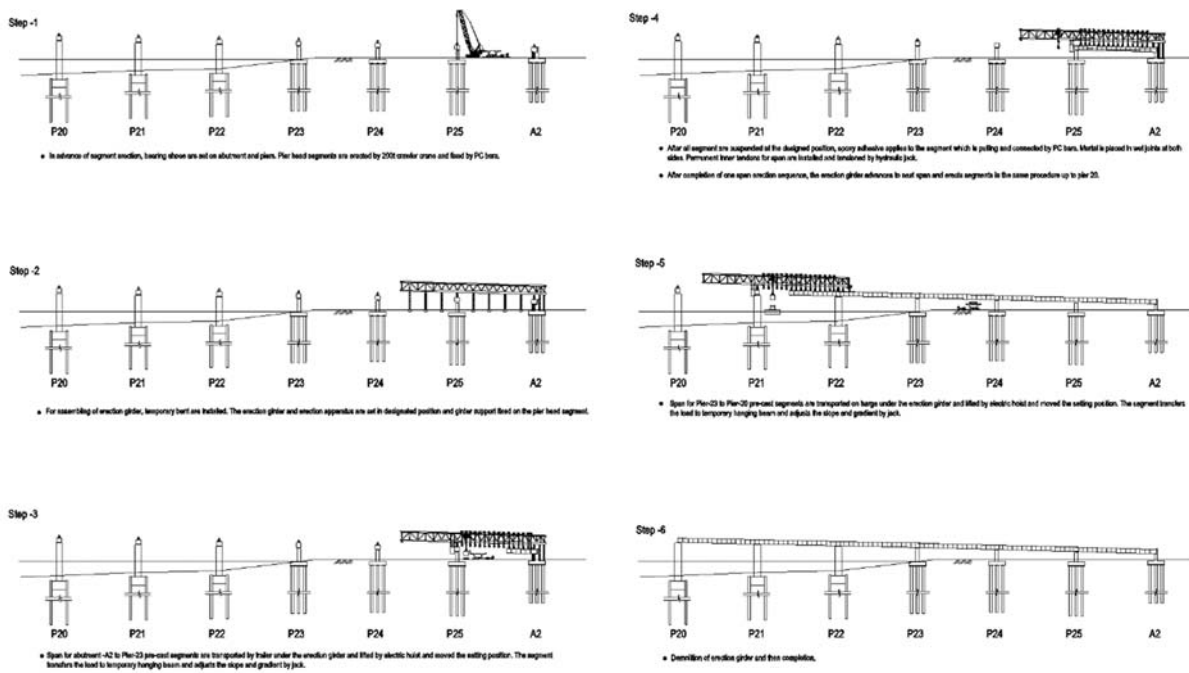 Step -1
P20 P21 P22 P23 P24 P25 A2
• In advance of segment erection, bearing shoes are set on abutment and piers. Pier head segments are erected by 200t crawler crane and fixed by PC bars.
Step -2
P20 P21 P22 P23 P24 P25 A2
• For assembling of erection girder, temporary bent are installed. The erection girder and erection apparatus are set in designated position and girder support fixed on the pier head segment.
Step -3
P20 P21 P22 P23 P24 P25 A2
• Span for abutment -A2 to Pier-23 pre-cast segments are transported by trailer under the erection girder and lifted by electric hoist and moved the setting position. The segment
transfers the load to temporary hanging beam and adjusts the slope and gradient by jack.
Step -4
P20 P21 P22 P23 P24 P25 A2
• After all segment are suspended at the designed position, epoxy adhesive applies to the segment which is pulling and connected by PC bars. Mortal is placed in wet joints at both
sides. Permanent inner tendons for span are installed and tensioned by hydraulic jack.
• After completion of one span erection sequence, the erection girder advances to next span and erects segments in the same procedure up to pier 20.
Step -5
P20 P21 P22 P23 P24 P25 A2
• Span for Pier-23 to Pier-20 pre-cast segments are transported on barge under the erection girder and lifted by electric hoist and moved the setting position. The segment transfers
the load to temporary hanging beam and adjusts the slope and gradient by jack.
Step -6
P20 P21 P22 P23 P24 P25 A2
• Demolition of erection girder and then completion.